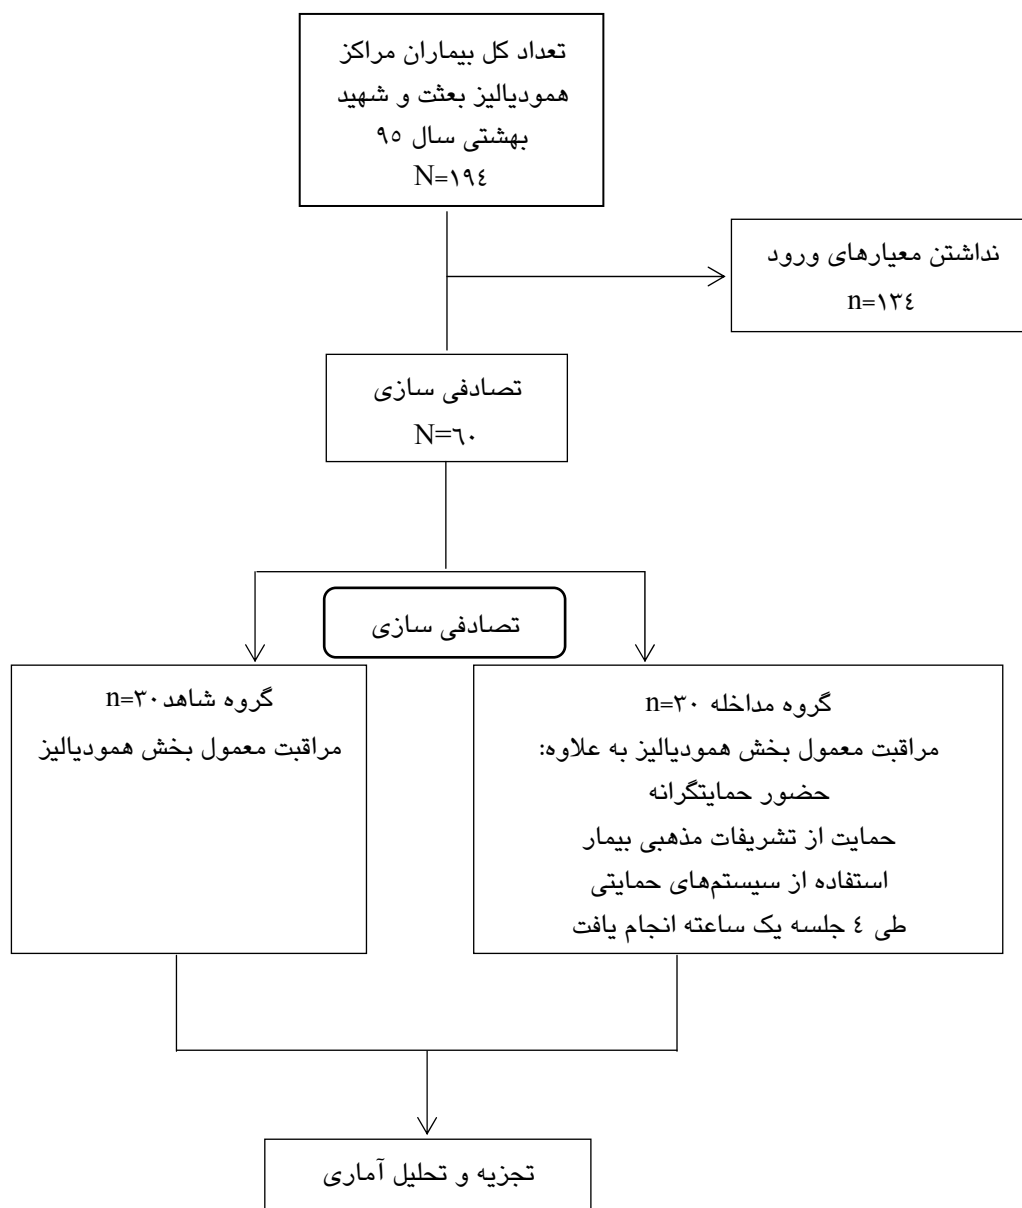 تعداد کل بیماران مراکز
همودیالیز بعثت و شهید
بهشتی سال ۹۵
N=۱۹٤
نداشتن معیارهای ورود
n=۱۳٤
تصادفی سازی
N=٦۰
تصادفی سازی
گروه مداخله n=۳۰
مراقبت معمول بخش همودیالیز به علاوه:
حضور حمایتگرانه
حمایت از تشریفات مذهبی بیمار
استفاده از سیستم‌های حمایتی
طی ٤ جلسه یک ساعته انجام یافت
گروه شاهد n=۳۰
مراقبت معمول بخش همودیالیز
تجزیه و تحلیل آماری